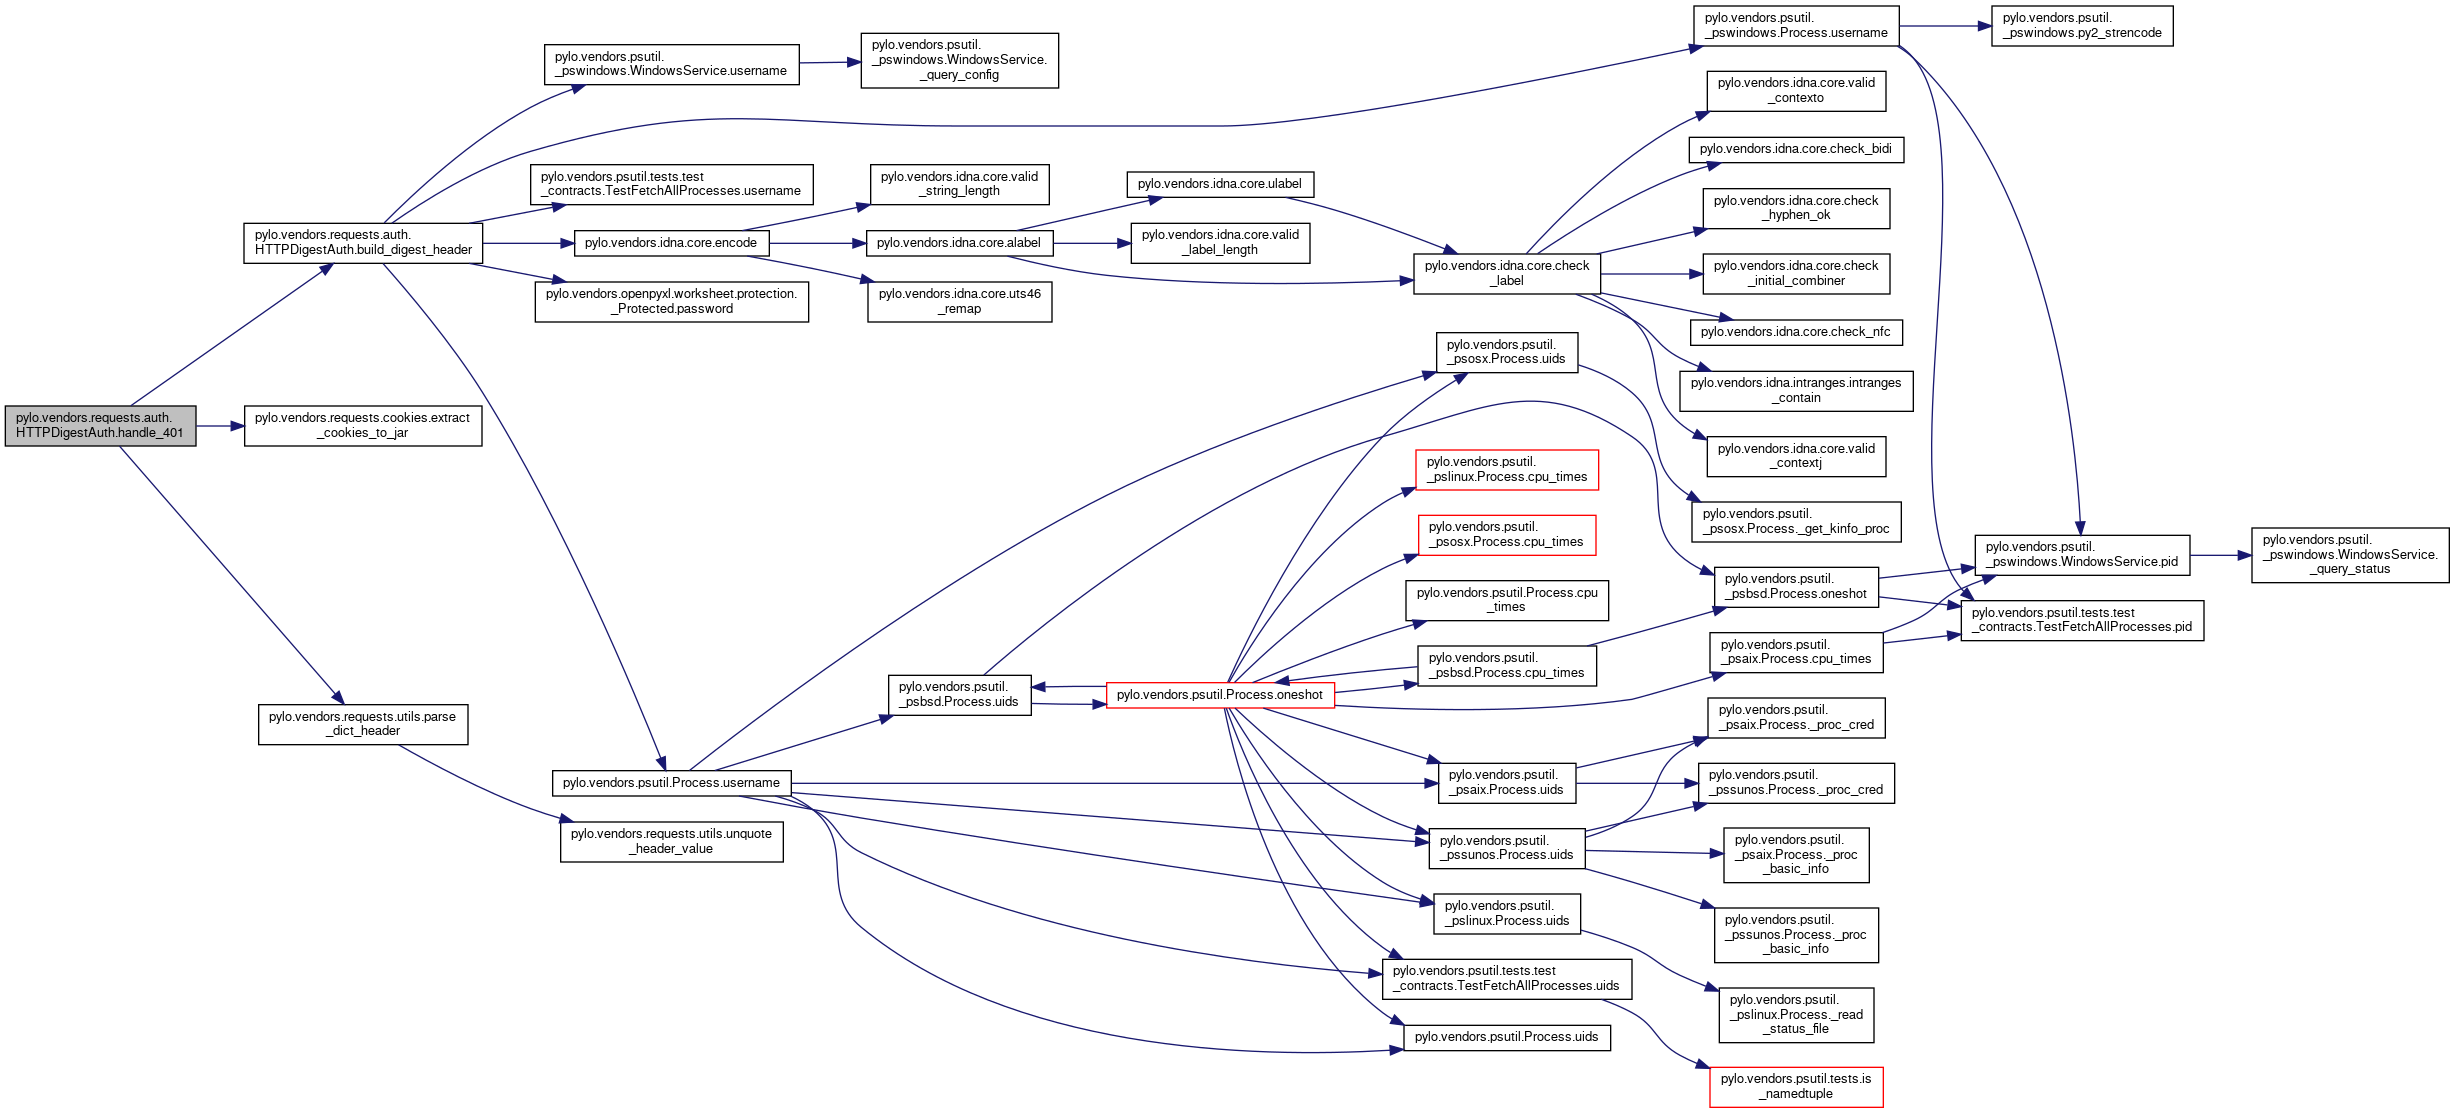 pylo.vendors.requests.auth.
HTTPDigestAuth.handle_401
pylo.vendors.requests.auth.
HTTPDigestAuth.build_digest_header
pylo.vendors.requests.cookies.extract
_cookies_to_jar
pylo.vendors.requests.utils.parse
_dict_header
pylo.vendors.psutil.
_pswindows.WindowsService.username
pylo.vendors.psutil.tests.test
_contracts.TestFetchAllProcesses.username
pylo.vendors.idna.core.encode
pylo.vendors.openpyxl.worksheet.protection.
_Protected.password
pylo.vendors.psutil.Process.username
pylo.vendors.requests.utils.unquote
_header_value
pylo.vendors.psutil.
_pswindows.WindowsService.
_query_config
pylo.vendors.idna.core.valid
_string_length
pylo.vendors.idna.core.alabel
pylo.vendors.idna.core.uts46
_remap
pylo.vendors.psutil.
_psbsd.Process.uids
pylo.vendors.idna.core.ulabel
pylo.vendors.idna.core.valid
_label_length
pylo.vendors.psutil.Process.oneshot
pylo.vendors.idna.core.check
_label
pylo.vendors.psutil.
_psosx.Process.uids
pylo.vendors.psutil.
_pslinux.Process.cpu_times
pylo.vendors.psutil.
_psosx.Process.cpu_times
pylo.vendors.psutil.Process.cpu
_times
pylo.vendors.psutil.
_psbsd.Process.cpu_times
pylo.vendors.psutil.
_psaix.Process.uids
pylo.vendors.psutil.
_pssunos.Process.uids
pylo.vendors.psutil.
_pslinux.Process.uids
pylo.vendors.psutil.tests.test
_contracts.TestFetchAllProcesses.uids
pylo.vendors.psutil.Process.uids
pylo.vendors.psutil.
_pswindows.Process.username
pylo.vendors.idna.core.valid
_contexto
pylo.vendors.idna.core.check_bidi
pylo.vendors.idna.core.check
_hyphen_ok
pylo.vendors.idna.core.check
_initial_combiner
pylo.vendors.idna.core.check_nfc
pylo.vendors.idna.intranges.intranges
_contain
pylo.vendors.idna.core.valid
_contextj
pylo.vendors.psutil.
_psosx.Process._get_kinfo_proc
pylo.vendors.psutil.
_psbsd.Process.oneshot
pylo.vendors.psutil.
_psaix.Process.cpu_times
pylo.vendors.psutil.
_psaix.Process._proc_cred
pylo.vendors.psutil.
_pssunos.Process._proc_cred
pylo.vendors.psutil.
_psaix.Process._proc
_basic_info
pylo.vendors.psutil.
_pssunos.Process._proc
_basic_info
pylo.vendors.psutil.
_pslinux.Process._read
_status_file
pylo.vendors.psutil.tests.is
_namedtuple
pylo.vendors.psutil.
_pswindows.py2_strencode
pylo.vendors.psutil.
_pswindows.WindowsService.pid
pylo.vendors.psutil.tests.test
_contracts.TestFetchAllProcesses.pid
pylo.vendors.psutil.
_pswindows.WindowsService.
_query_status